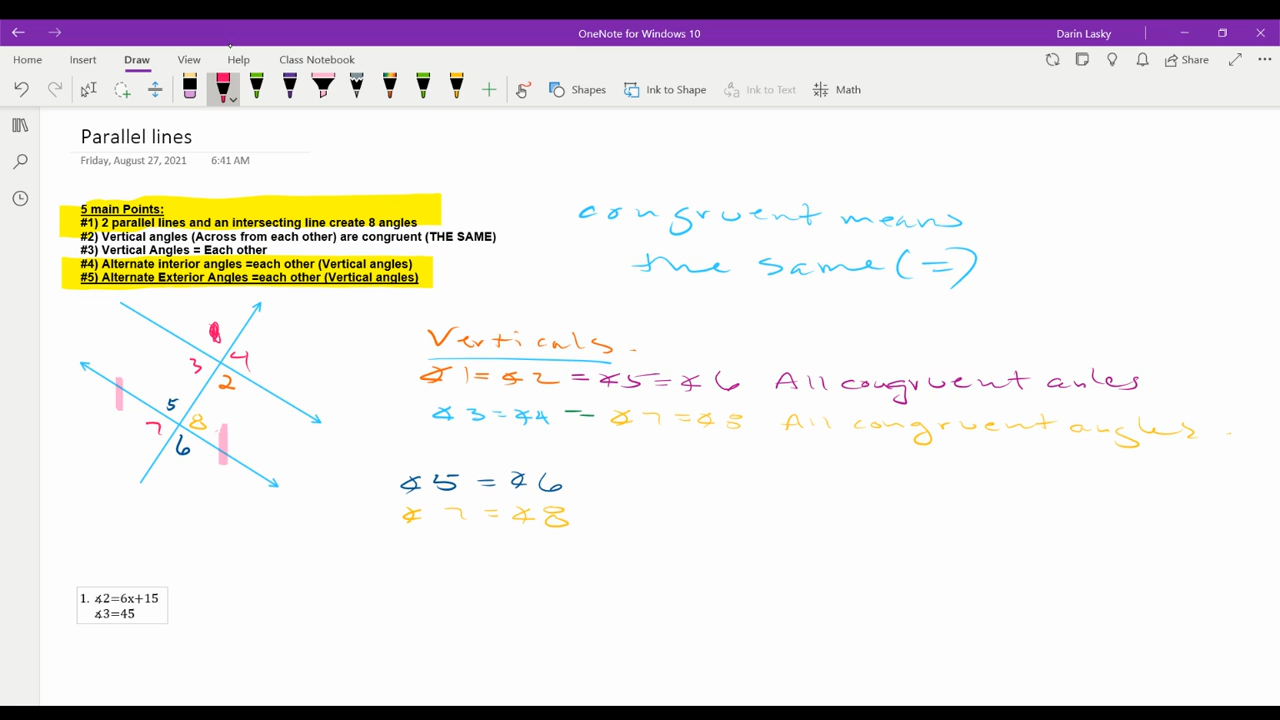 OneNote for Windows 10
Darin Lasky
Home Insert Draw View Help Class Notebook
Share
Shapes Ink to Shape Ink to Text Math
Parallel lines
Friday, August 27, 2021 6:41 AM
5 main Points:
#1) 2 parallel lines and an intersecting line create 8 angles
#2) Vertical angles (Across from each other) are congruent (THE SAME)
#3) Vertical Angles = Each other
#4) Alternate interior angles =each other (Vertical angles)
#5) Alternate Exterior Angles =each other (Vertical angles)
congruent means
the same (=)
3 4
2
5
7 8
6
Verticals.
∡1=∡2 =∡5=∡6 All congruent anles
∡3=∡4 = ∡7=∡8 All congruent angles.
∡5 = ∡6
∡7 = ∡8
1. ∡2=6x+15
∡3=45